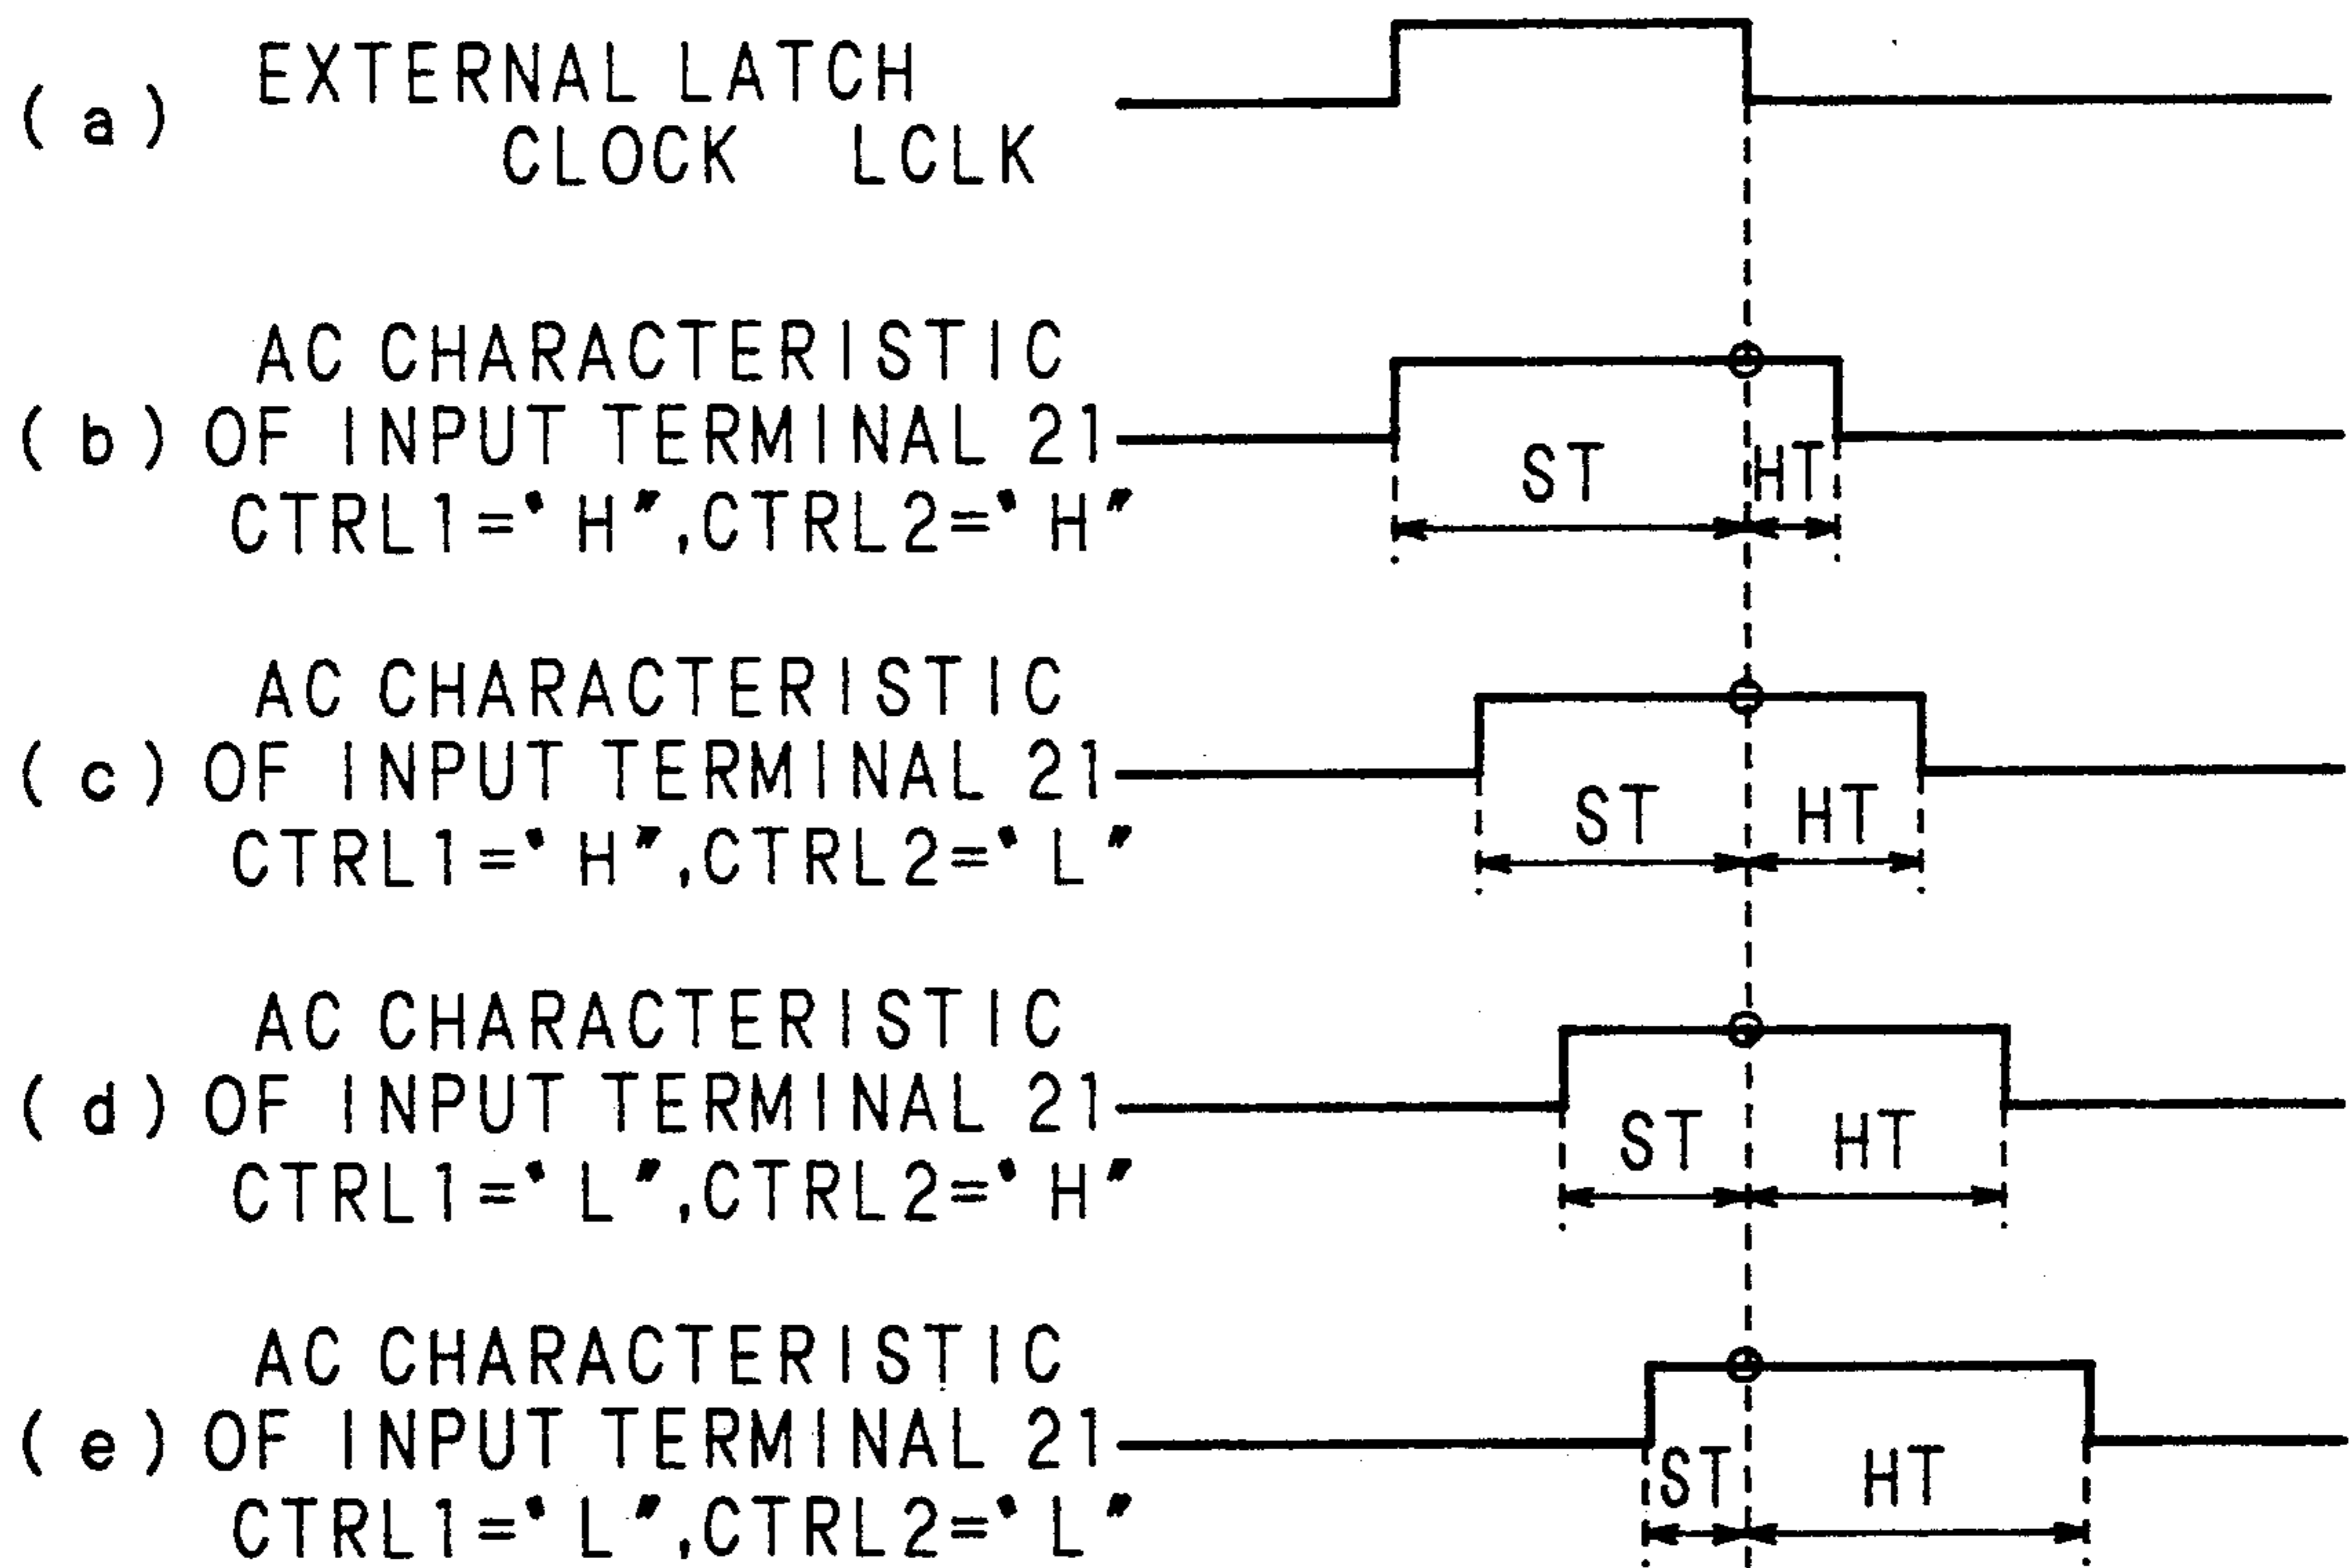 (a) EXTERNAL LATCH
CLOCK LCLK
AC CHARACTERISTIC
(b) OF INPUT TERMINAL 21
CTRL1=‘H”,CTRL2=‘H”
ST HT
AC CHARACTERISTIC
(c) OF INPUT TERMINAL 21
CTRL1=‘H”,CTRL2=‘L”
ST HT
AC CHARACTERISTIC
(d) OF INPUT TERMINAL 21
CTRL1=‘L”,CTRL2=‘H”
ST HT
AC CHARACTERISTIC
(e) OF INPUT TERMINAL 21
CTRL1=‘L”,CTRL2=‘L”
ST HT